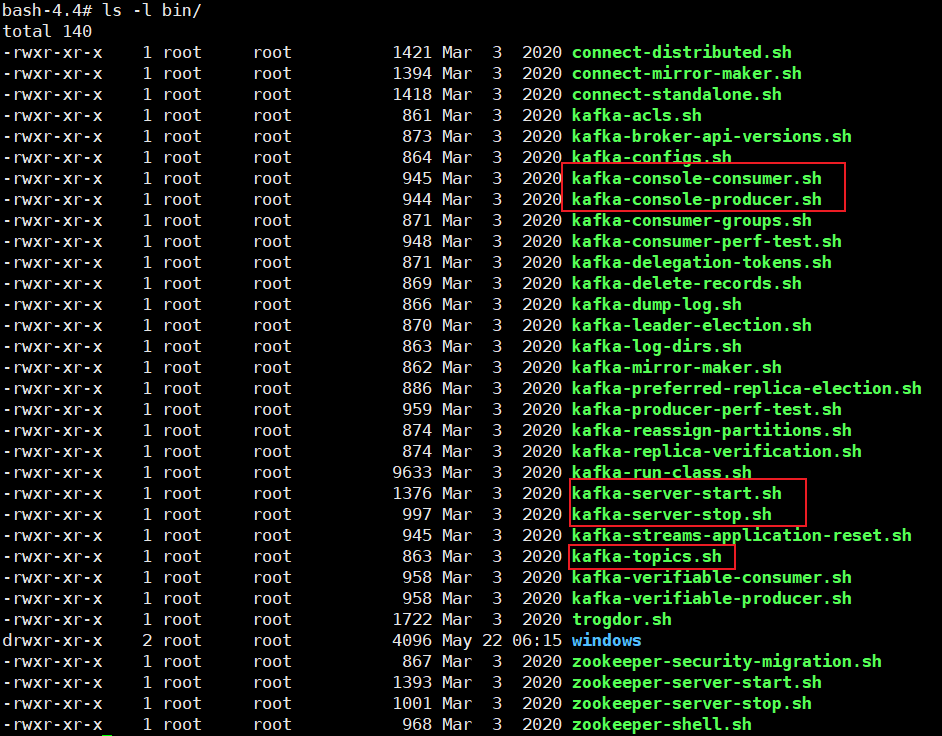 bash-4.4# ls -l bin/
total 140
-rwxr-xr-x    1 root     root          1421 Mar  3  2020 connect-distributed.sh
-rwxr-xr-x    1 root     root          1394 Mar  3  2020 connect-mirror-maker.sh
-rwxr-xr-x    1 root     root          1418 Mar  3  2020 connect-standalone.sh
-rwxr-xr-x    1 root     root           861 Mar  3  2020 kafka-acls.sh
-rwxr-xr-x    1 root     root           873 Mar  3  2020 kafka-broker-api-versions.sh
-rwxr-xr-x    1 root     root           864 Mar  3  2020 kafka-configs.sh
-rwxr-xr-x    1 root     root           945 Mar  3  2020 kafka-console-consumer.sh
-rwxr-xr-x    1 root     root           944 Mar  3  2020 kafka-console-producer.sh
-rwxr-xr-x    1 root     root           871 Mar  3  2020 kafka-consumer-groups.sh
-rwxr-xr-x    1 root     root           948 Mar  3  2020 kafka-consumer-perf-test.sh
-rwxr-xr-x    1 root     root           871 Mar  3  2020 kafka-delegation-tokens.sh
-rwxr-xr-x    1 root     root           869 Mar  3  2020 kafka-delete-records.sh
-rwxr-xr-x    1 root     root           866 Mar  3  2020 kafka-dump-log.sh
-rwxr-xr-x    1 root     root           870 Mar  3  2020 kafka-leader-election.sh
-rwxr-xr-x    1 root     root           863 Mar  3  2020 kafka-log-dirs.sh
-rwxr-xr-x    1 root     root           862 Mar  3  2020 kafka-mirror-maker.sh
-rwxr-xr-x    1 root     root           886 Mar  3  2020 kafka-preferred-replica-election.sh
-rwxr-xr-x    1 root     root           959 Mar  3  2020 kafka-producer-perf-test.sh
-rwxr-xr-x    1 root     root           874 Mar  3  2020 kafka-reassign-partitions.sh
-rwxr-xr-x    1 root     root           874 Mar  3  2020 kafka-replica-verification.sh
-rwxr-xr-x    1 root     root          9633 Mar  3  2020 kafka-run-class.sh
-rwxr-xr-x    1 root     root          1376 Mar  3  2020 kafka-server-start.sh
-rwxr-xr-x    1 root     root           997 Mar  3  2020 kafka-server-stop.sh
-rwxr-xr-x    1 root     root           945 Mar  3  2020 kafka-streams-application-reset.sh
-rwxr-xr-x    1 root     root           863 Mar  3  2020 kafka-topics.sh
-rwxr-xr-x    1 root     root           958 Mar  3  2020 kafka-verifiable-consumer.sh
-rwxr-xr-x    1 root     root           958 Mar  3  2020 kafka-verifiable-producer.sh
-rwxr-xr-x    1 root     root          1722 Mar  3  2020 trogdor.sh
drwxr-xr-x    2 root     root          4096 May 22 06:15 windows
-rwxr-xr-x    1 root     root           867 Mar  3  2020 zookeeper-security-migration.sh
-rwxr-xr-x    1 root     root          1393 Mar  3  2020 zookeeper-server-start.sh
-rwxr-xr-x    1 root     root          1001 Mar  3  2020 zookeeper-server-stop.sh
-rwxr-xr-x    1 root     root           968 Mar  3  2020 zookeeper-shell.sh